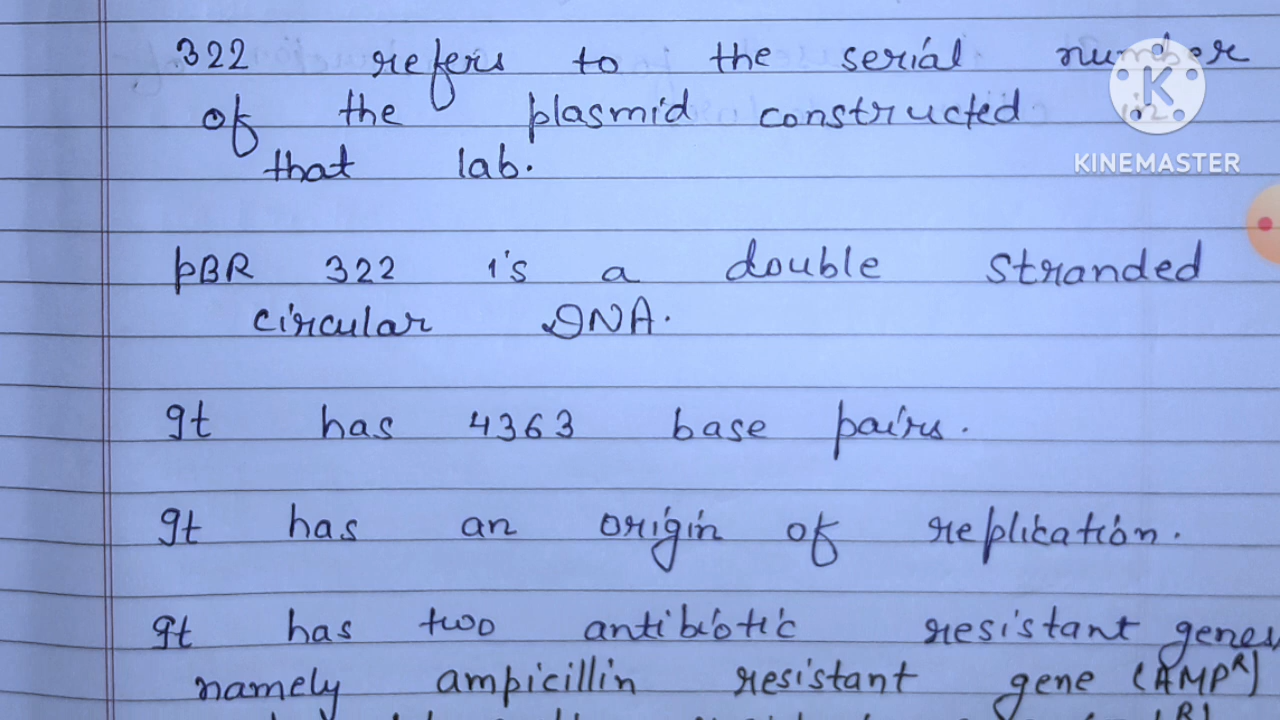 322 refers to the serial number
of the plasmid constructed in
that lab.
pBR 322 is a double stranded
circular DNA.
It has 4363 base pairs.
It has an origin of replication.
It has two antibiotic resistant genes,
namely ampicillin resistant gene (AMPᴿ)
K
KINEMASTER